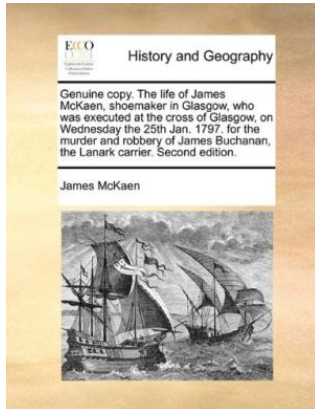 ECCO
History and Geography
Genuine copy. The life of James
McKaen, shoemaker in Glasgow, who
was executed at the cross of Glasgow, on
Wednesday the 25th Jan. 1797. for the
murder and robbery of James Buchanan,
the Lanark carrier. Second edition.
James McKaen